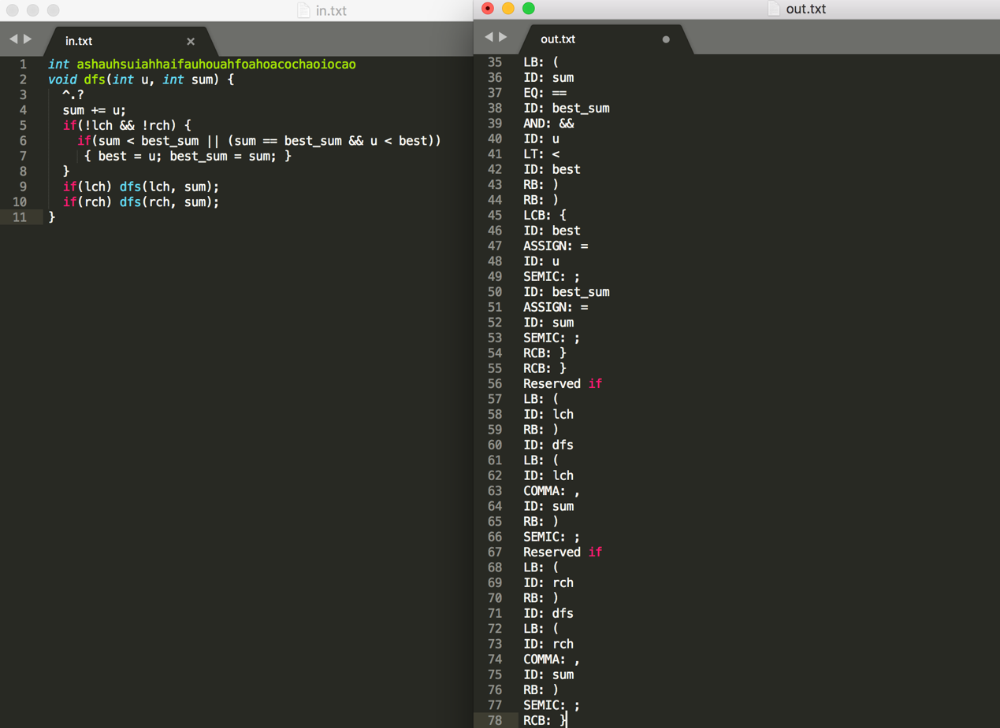 in.txt
in.txt ×
1 int ashauhsuiahhaifauhouahfoahoacochaoiocao
2 void dfs(int u, int sum) {
3 ^.?
4 sum += u;
5 if(!lch && !rch) {
6 if(sum < best_sum || (sum == best_sum && u < best))
7 { best = u; best_sum = sum; }
8 }
9 if(lch) dfs(lch, sum);
10 if(rch) dfs(rch, sum);
11 }
out.txt
out.txt
35 LB: (
36 ID: sum
37 EQ: ==
38 ID: best_sum
39 AND: &&
40 ID: u
41 LT: <
42 ID: best
43 RB: )
44 RB: )
45 LCB: {
46 ID: best
47 ASSIGN: =
48 ID: u
49 SEMIC: ;
50 ID: best_sum
51 ASSIGN: =
52 ID: sum
53 SEMIC: ;
54 RCB: }
55 RCB: }
56 Reserved if
57 LB: (
58 ID: lch
59 RB: )
60 ID: dfs
61 LB: (
62 ID: lch
63 COMMA: ,
64 ID: sum
65 RB: )
66 SEMIC: ;
67 Reserved if
68 LB: (
69 ID: rch
70 RB: )
71 ID: dfs
72 LB: (
73 ID: rch
74 COMMA: ,
75 ID: sum
76 RB: )
77 SEMIC: ;
78 RCB: }